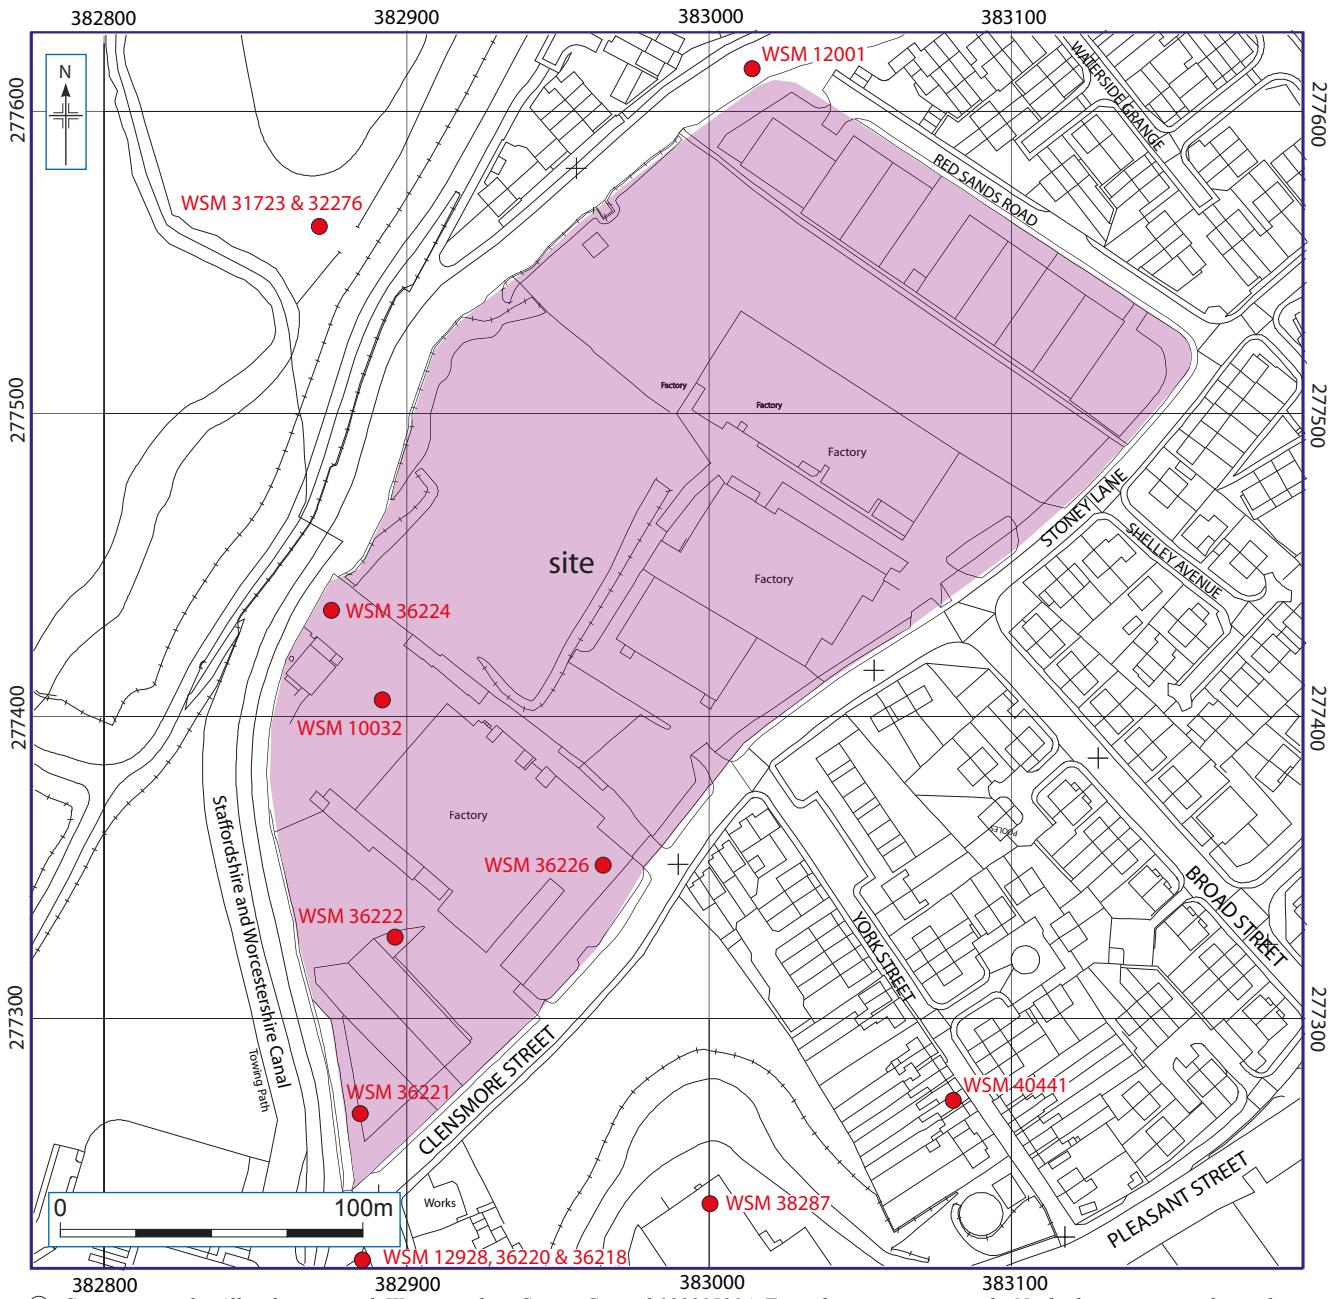 382800
382900
383000
383100
277600
277500
277400
277300
277600
277500
277400
277300
N
WSM 12001
WATERSIDE GRANGE
RED SANDS ROAD
WSM 31723 & 32276
Factory
Factory
Factory
STONEY LANE
SHELLEY AVENUE
site
Factory
WSM 36224
WSM 10032
Factory
Staffordshire and Worcestershire Canal
Towing Path
POOLES
WSM 36226
BROAD STREET
WSM 36222
YORK STREET
CLENSMORE STREET
WSM 36221
WSM 40441
PLEASANT STREET
Works
WSM 38287
0 100m
WSM 12928, 36220 & 36218
382800
382900
383000
383100